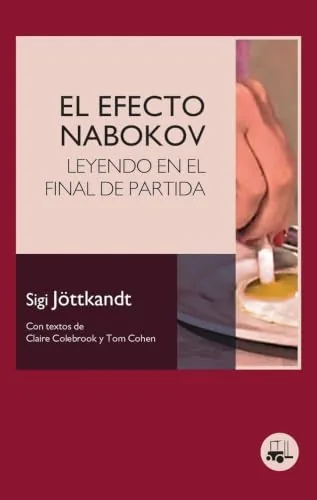 EL EFECTO
NABOKOV
LEYENDO EN EL
FINAL DE PARTIDA
Sigi Jöttkandt
Con textos de
Claire Colebrook y Tom Cohen